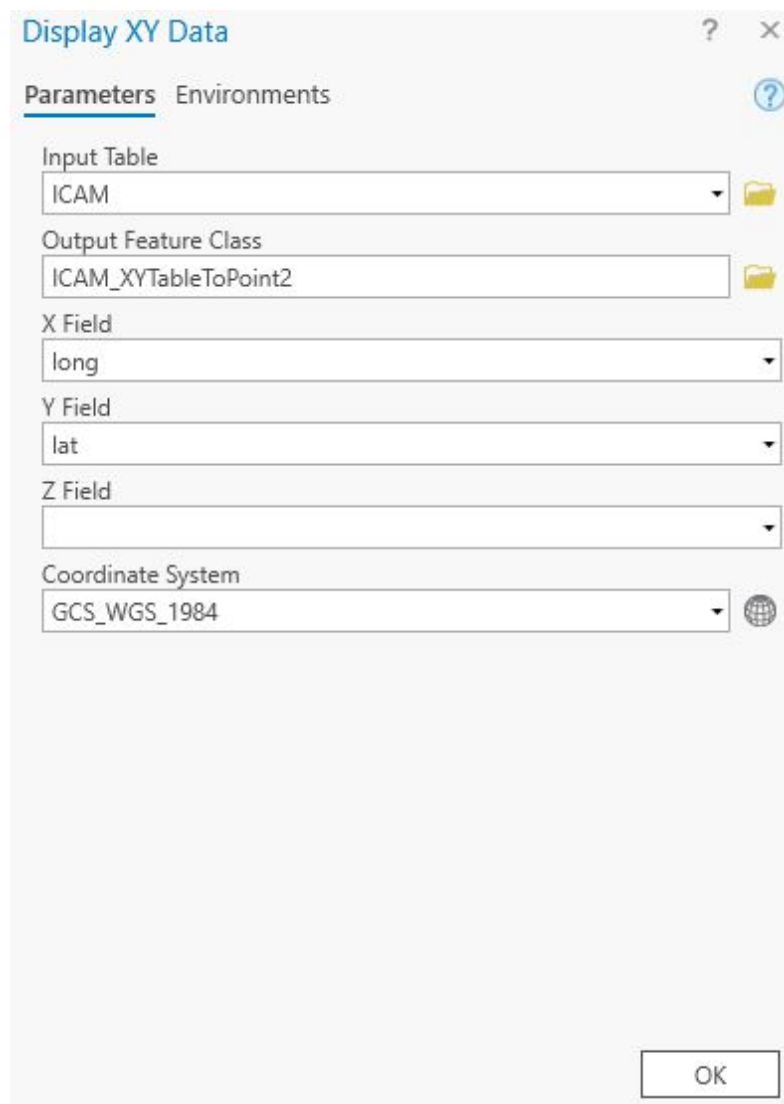 Display XY Data ? ×
Parameters Environments ?
Input Table
ICAM
Output Feature Class
ICAM_XYTableToPoint2
X Field
long
Y Field
lat
Z Field
Coordinate System
GCS_WGS_1984
OK